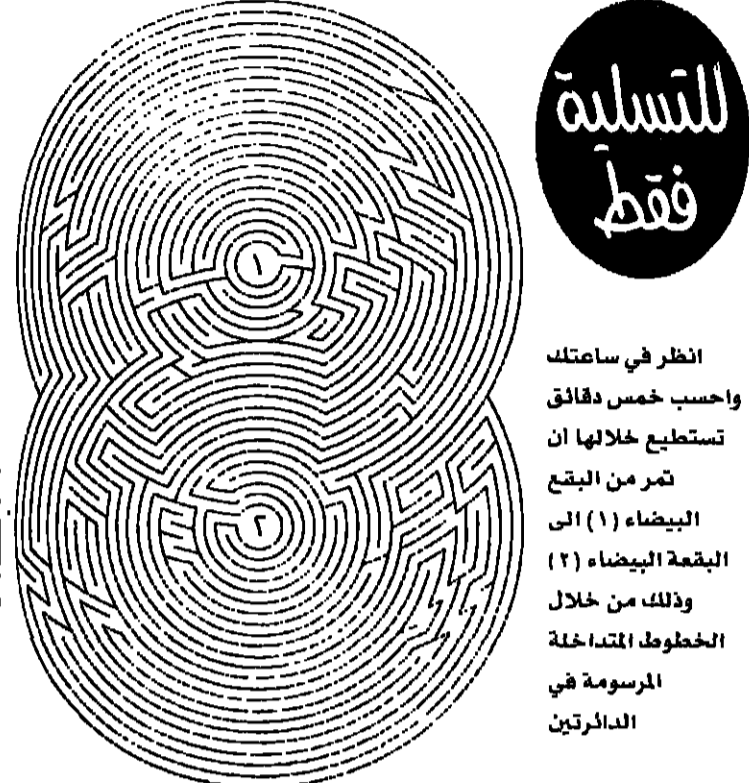 للتسلية
فقط
انظر في ساعتك
واحسب خمس دقائق
تستطيع خلالها ان
تمر من البقع
البيضاء (١) الى
البقعة البيضاء (٢)
وذلك من خلال
الخطوط المتداخلة
المرسومة في
الدائرتين
١
٢